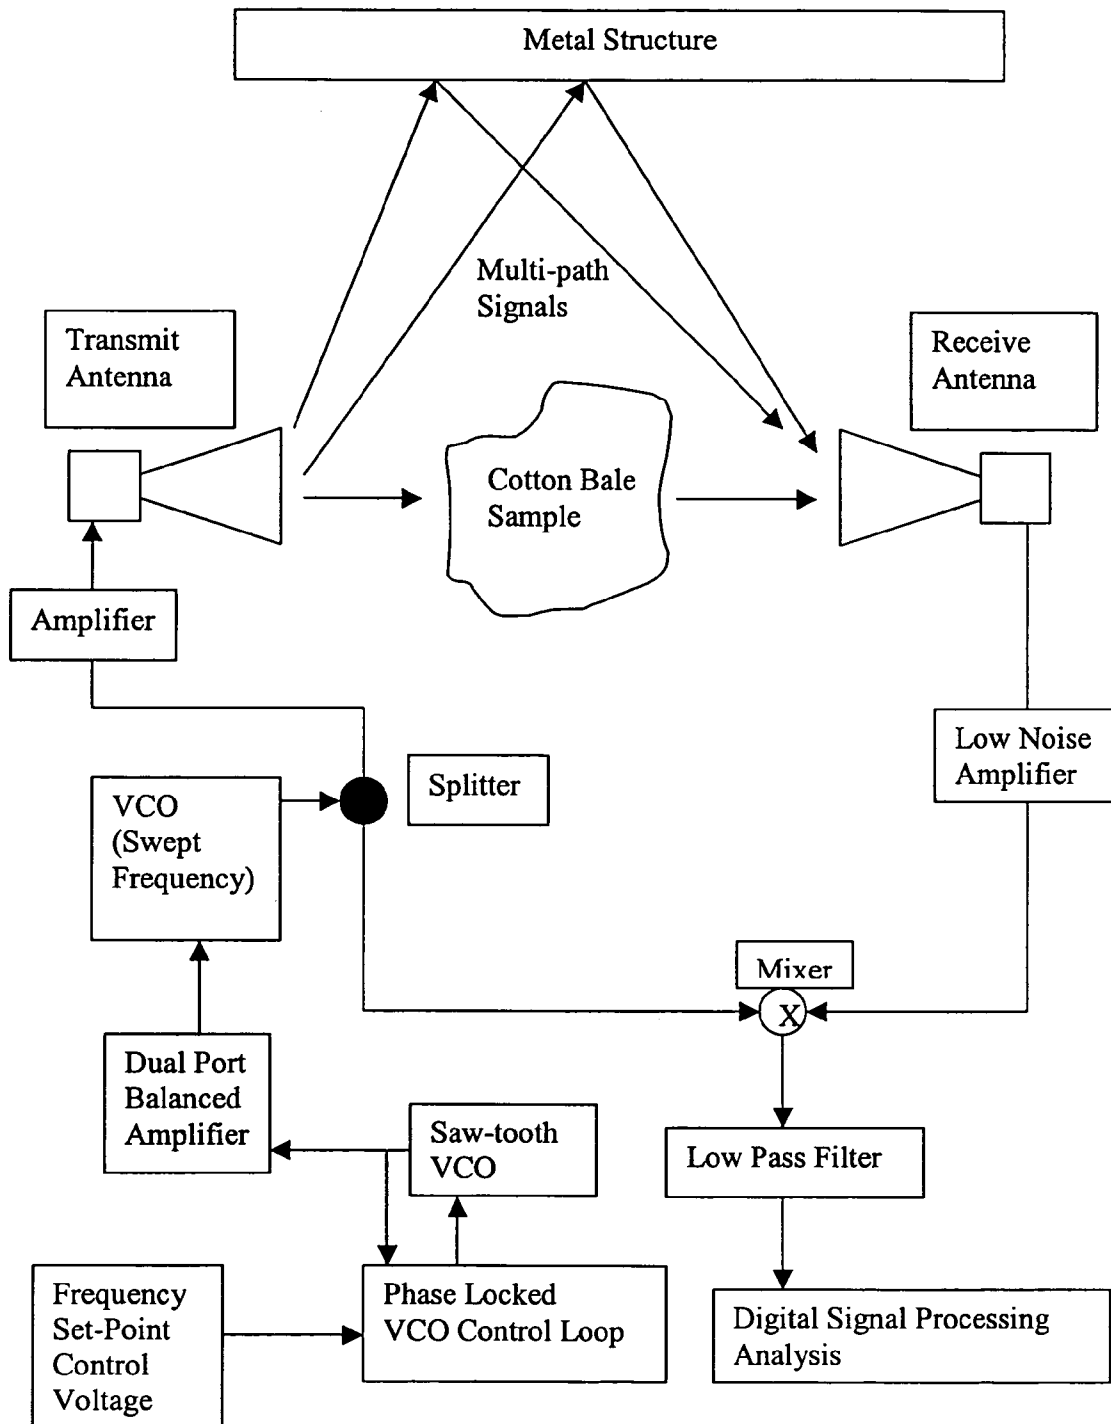 Metal Structure
Multi-path
Signals
Transmit
Antenna
Receive
Antenna
Cotton Bale
Sample
Amplifier
Low Noise
Amplifier
Splitter
VCO
(Swept
Frequency)
Mixer
X
Dual Port
Balanced
Amplifier
Saw-tooth
VCO
Low Pass Filter
Frequency
Set-Point
Control
Voltage
Phase Locked
VCO Control Loop
Digital Signal Processing
Analysis